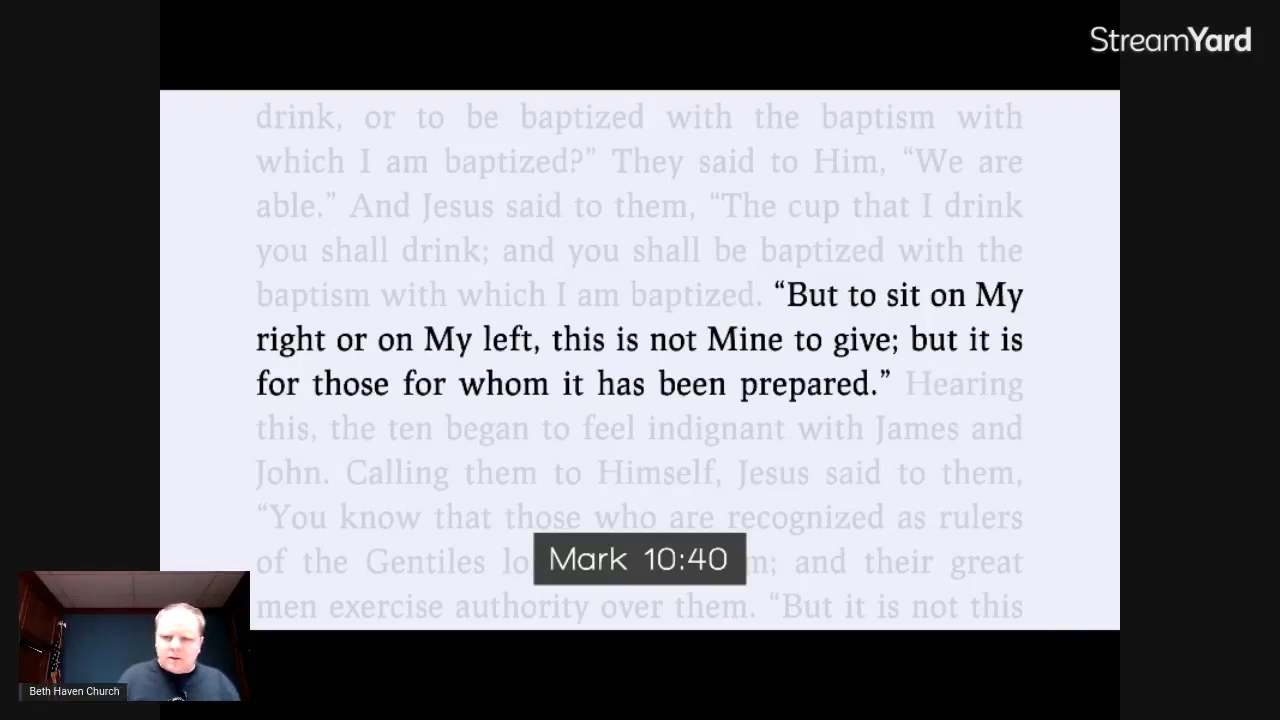 StreamYard
drink, or to be baptized with the baptism with
which I am baptized?” They said to Him, “We are
able.” And Jesus said to them, “The cup that I drink
you shall drink; and you shall be baptized with the
baptism with which I am baptized. “But to sit on My
right or on My left, this is not Mine to give; but it is
for those for whom it has been prepared.” Hearing
this, the ten began to feel indignant with James and
John. Calling them to Himself, Jesus said to them,
“You know that those who are recognized as rulers
of the Gentiles lo m; and their great
men exercise authority over them. “But it is not this
Mark 10:40
Beth Haven Church